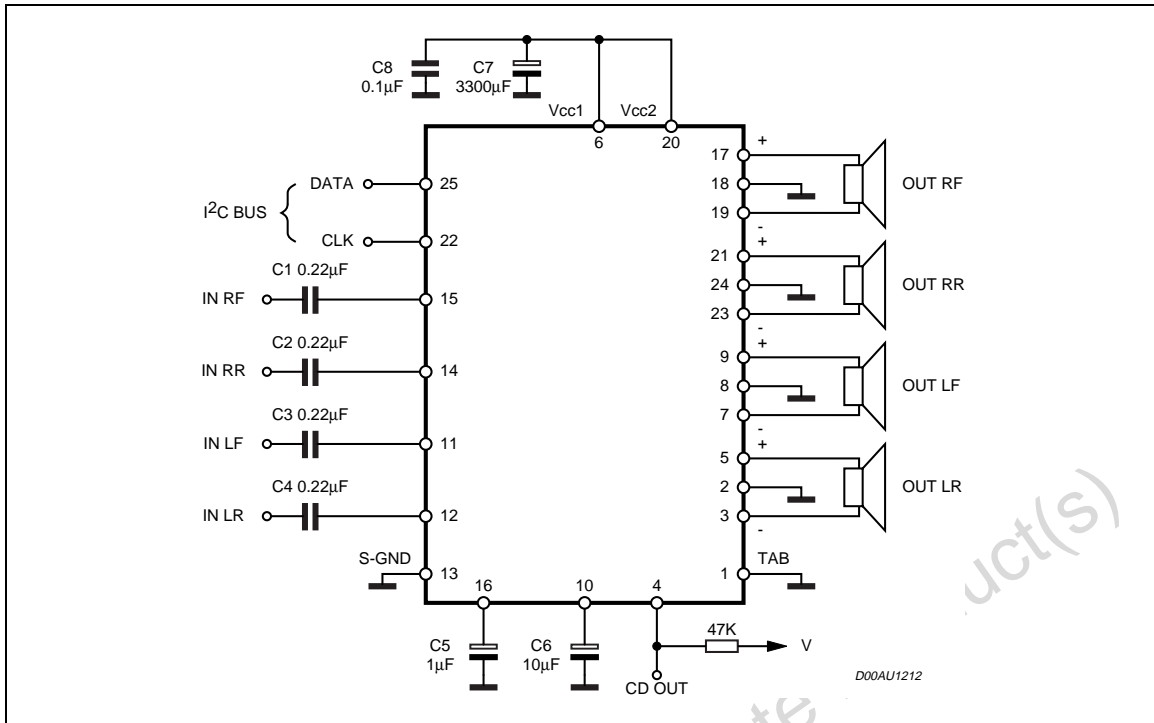 C8
0.1µF
C7
3300µF
Vcc1
Vcc2
6
20
I2C BUS
DATA
25
CLK
22
C1 0.22µF
IN RF
15
C2 0.22µF
IN RR
14
C3 0.22µF
IN LF
11
C4 0.22µF
IN LR
12
S-GND
13
17
+
18
19
-
OUT RF
21
+
24
23
-
OUT RR
9
+
8
7
-
OUT LF
5
+
2
3
-
OUT LR
1
TAB
16
10
4
C5
1µF
C6
10µF
47K
V
CD OUT
D00AU1212
uct(s)
te